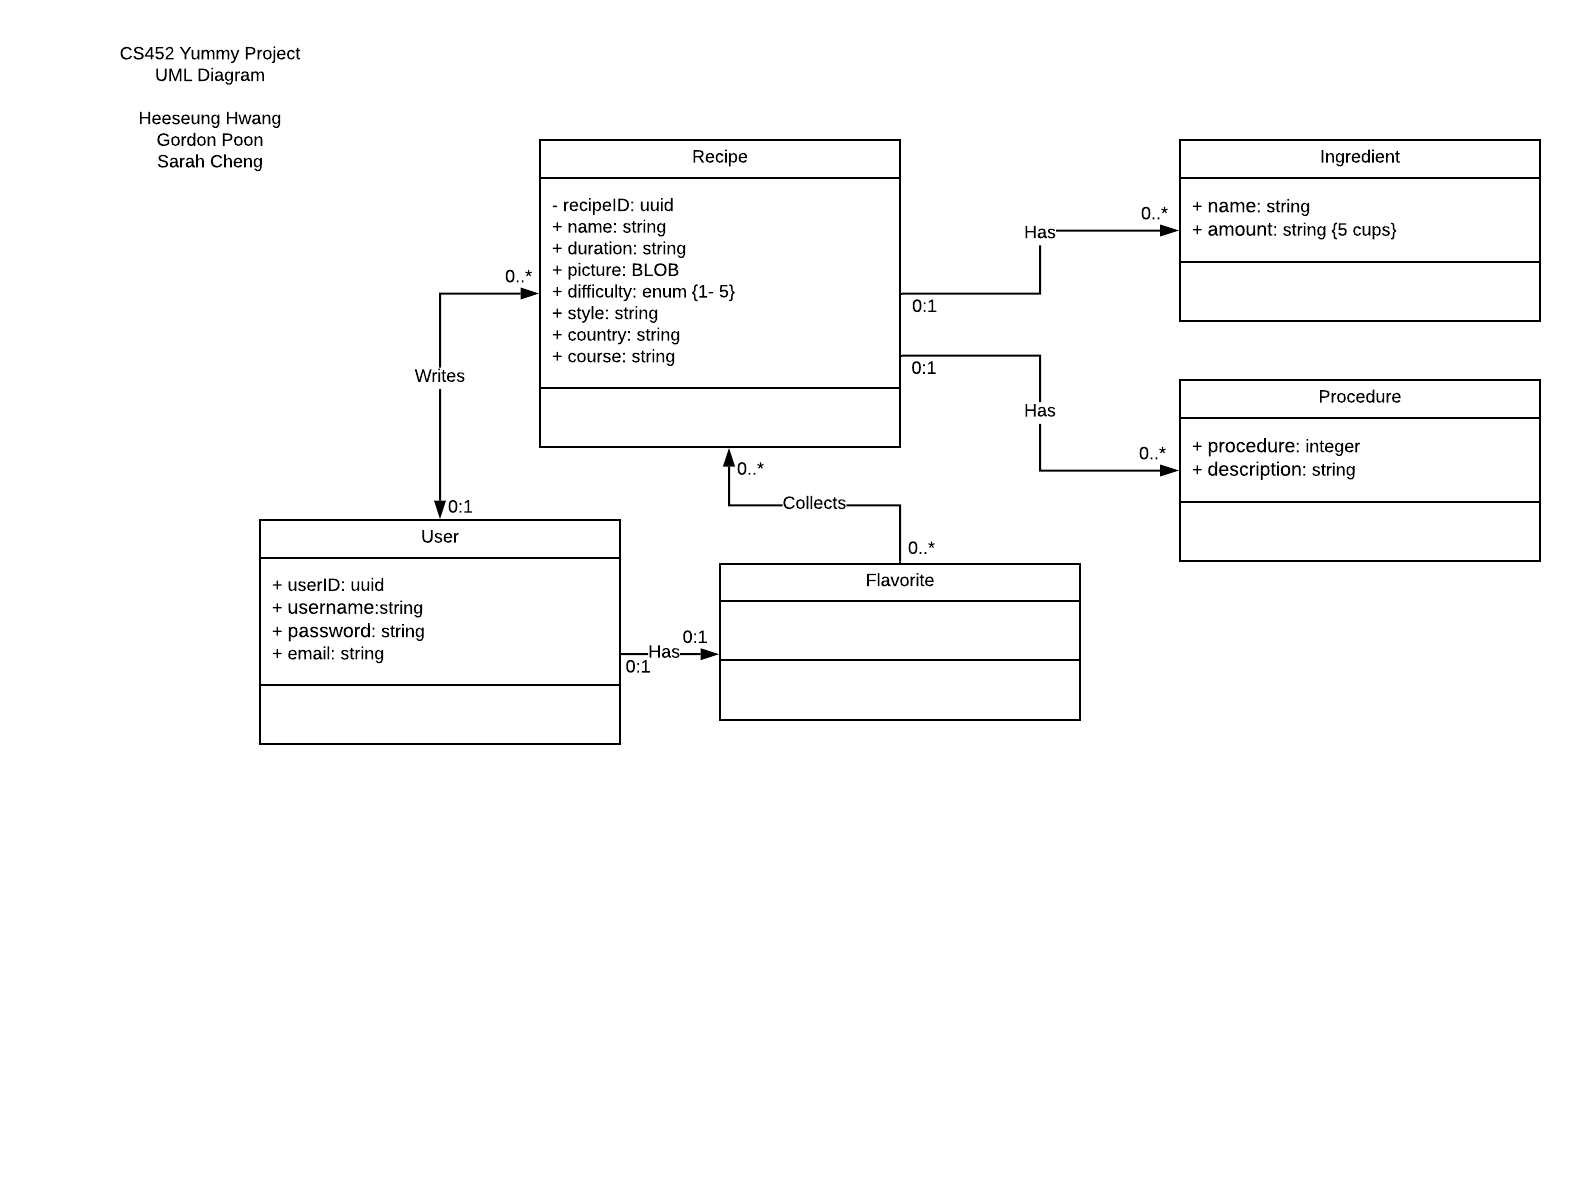 CS452 Yummy Project
UML Diagram
Heeseung Hwang
Gordon Poon
Sarah Cheng
Recipe
- recipeID: uuid
+ name: string
+ duration: string
+ picture: BLOB
+ difficulty: enum {1- 5}
+ style: string
+ country: string
+ course: string
Ingredient
+ name: string
+ amount: string {5 cups}
0..*
Has
0:1
0:1
Has
0..*
Procedure
+ procedure: integer
+ description: string
0..*
Writes
0:1
0..*
Collects
0..*
User
+ userID: uuid
+ username:string
+ password: string
+ email: string
0:1
Has
0:1
Flavorite